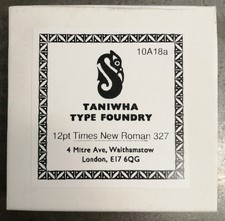 10A18a
TANIWHA
TYPE FOUNDRY
12pt Times New Roman 327
4 Mitre Ave, Walthamstow
London, E17 6QG